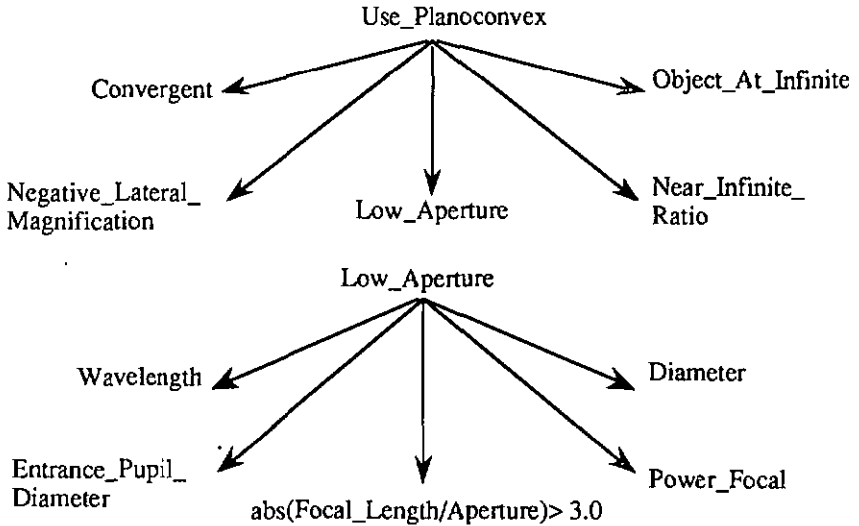 Use_Planoconvex
Convergent
Object_At_Infinite
Negative_Lateral_
Magnification
Low_Aperture
Near_Infinite_
Ratio
Low_Aperture
Wavelength
Diameter
Entrance_Pupil_
Diameter
abs(Focal_Length/Aperture)> 3.0
Power_Focal